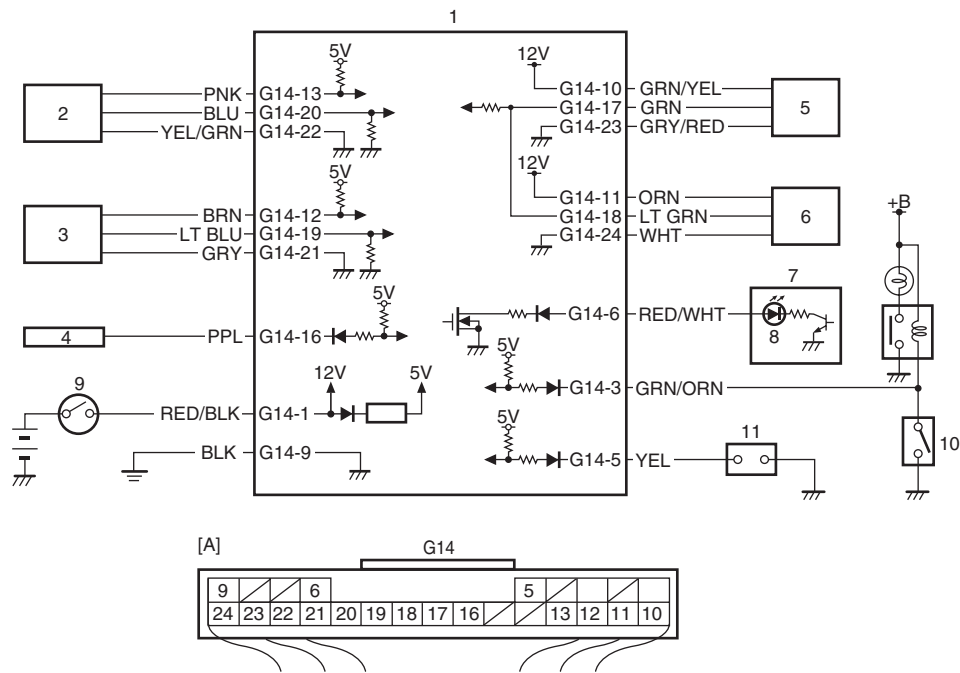 1
5V
12V
2
PNK G14-13
BLU G14-20
YEL/GRN G14-22
G14-10 GRN/YEL
G14-17 GRN
G14-23 GRY/RED
5
5V
12V
3
BRN G14-12
LT BLU G14-19
GRY G14-21
G14-11 ORN
G14-18 LT GRN
G14-24 WHT
6
+B
5V
7
4
PPL G14-16
G14-6 RED/WHT
8
9
12V 5V
5V
G14-3 GRN/ORN
RED/BLK G14-1
5V
11
10
BLK G14-9
G14-5 YEL
[A] G14
9 6 5
24 23 22 21 20 19 18 17 16 13 12 11 10